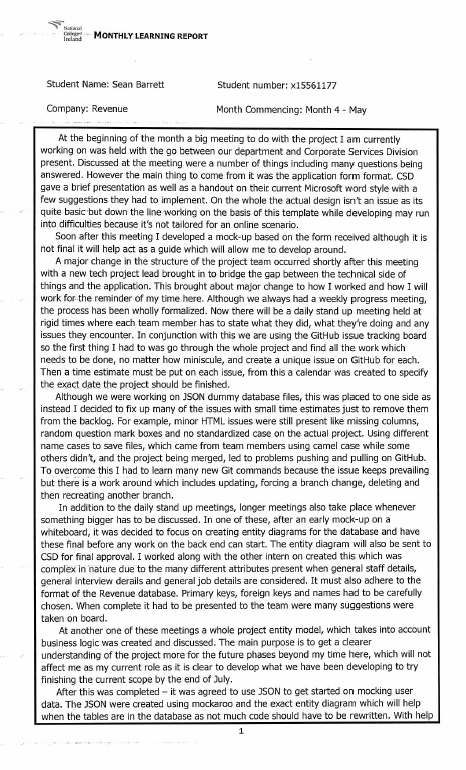 National
College of
Ireland
MONTHLY LEARNING REPORT
Student Name: Sean Barrett
Student number: x15561177
Company: Revenue
Month Commencing: Month 4 - May
At the beginning of the month a big meeting to do with the project I am currently
working on was held with the go between our department and Corporate Services Division
present. Discussed at the meeting were a number of things including many questions being
answered. However the main thing to come from it was the application form format. CSD
gave a brief presentation as well as a handout on their current Microsoft word style with a
few suggestions they had to implement. On the whole the actual design isn't an issue as its
quite basic but down the line working on the basis of this template while developing may run
into difficulties because it's not tailored for an online scenario.
Soon after this meeting I developed a mock-up based on the form received although it is
not final it will help act as a guide which will allow me to develop around.
A major change in the structure of the project team occurred shortly after this meeting
with a new tech project lead brought in to bridge the gap between the technical side of
things and the application. This brought about major change to how I worked and how I will
work for the reminder of my time here. Although we always had a weekly progress meeting,
the process has been wholly formalized. Now there will be a daily stand up meeting held at
rigid times where each team member has to state what they did, what they're doing and any
issues they encounter. In conjunction with this we are using the GitHub issue tracking board
so the first thing I had to was go through the whole project and find all the work which
needs to be done, no matter how miniscule, and create a unique issue on GitHub for each.
Then a time estimate must be put on each issue, from this a calendar was created to specify
the exact date the project should be finished.
Although we were working on JSON dummy database files, this was placed to one side as
instead I decided to fix up many of the issues with small time estimates just to remove them
from the backlog. For example, minor HTML issues were still present like missing columns,
random question mark boxes and no standardized case on the actual project. Using different
name cases to save files, which came from team members using camel case while some
others didn't, and the project being merged, led to problems pushing and pulling on GitHub.
To overcome this I had to learn many new Git commands because the issue keeps prevailing
but there is a work around which includes updating, forcing a branch change, deleting and
then recreating another branch.
In addition to the daily stand up meetings, longer meetings also take place whenever
something bigger has to be discussed. In one of these, after an early mock-up on a
whiteboard, it was decided to focus on creating entity diagrams for the database and have
these final before any work on the back end can start. The entity diagram will also be sent to
CSD for final approval. I worked along with the other intern on created this which was
complex in nature due to the many different attributes present when general staff details,
general interview derails and general job details are considered. It must also adhere to the
format of the Revenue database. Primary keys, foreign keys and names had to be carefully
chosen. When complete it had to be presented to the team were many suggestions were
taken on board.
At another one of these meetings a whole project entity model, which takes into account
business logic was created and discussed. The main purpose is to get a clearer
understanding of the project more for the future phases beyond my time here, which will not
affect me as my current role as it is clear to develop what we have been developing to try
finishing the current scope by the end of July.
After this was completed – it was agreed to use JSON to get started on mocking user
data. The JSON were created using mockaroo and the exact entity diagram which will help
when the tables are in the database as not much code should have to be rewritten. With help
1